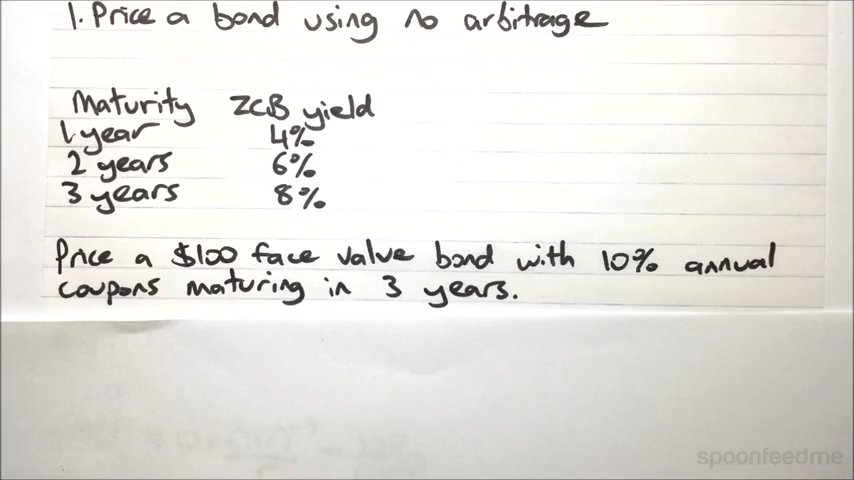 1. Price a bond using no arbitrage
Maturity ZCB yield
1 year 4%
2 years 6%
3 years 8%
Price a $100 face value bond with 10% annual
coupons maturing in 3 years.
spoonfeedme